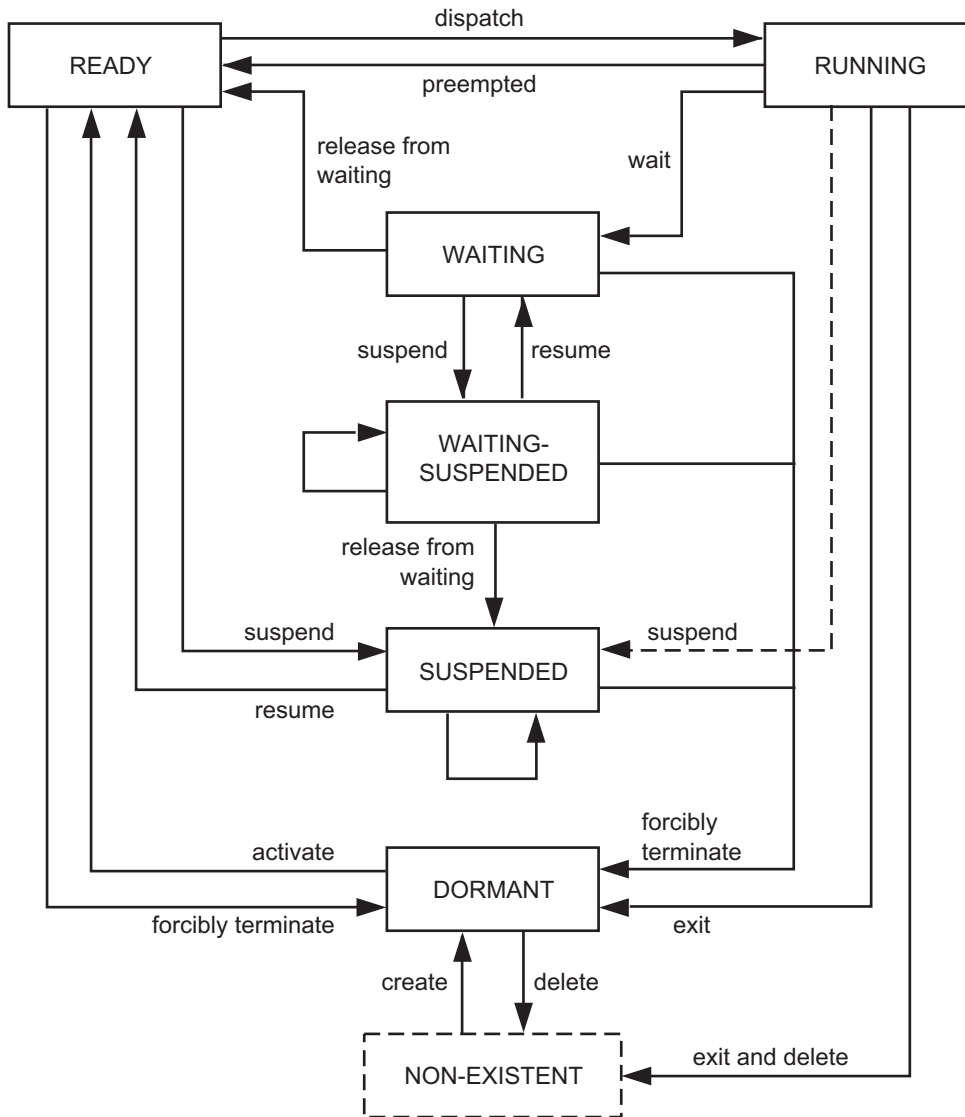 dispatch
READY
RUNNING
preempted
release from
waiting
wait
WAITING
suspend
resume
WAITING-
SUSPENDED
release from
waiting
suspend
suspend
SUSPENDED
resume
forcibly
terminate
activate
DORMANT
forcibly terminate
exit
create
delete
exit and delete
NON-EXISTENT